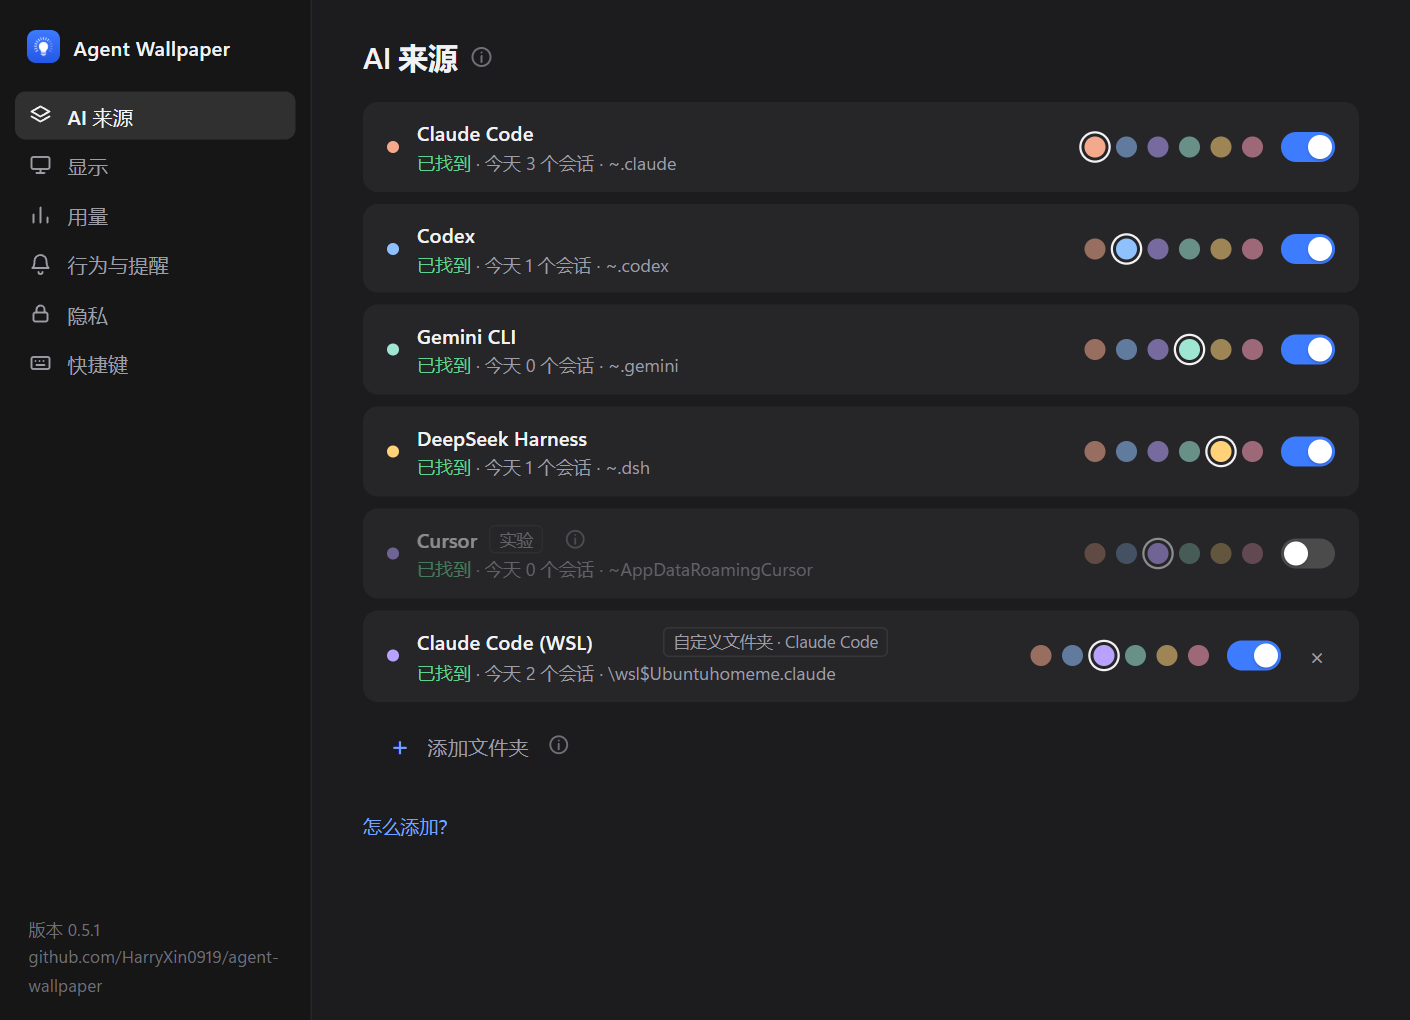 Agent Wallpaper
AI 来源
显示
用量
行为与提醒
隐私
快捷键
版本 0.5.1
github.com/HarryXin0919/agent-
wallpaper
AI 来源
Claude Code
已找到 · 今天 3 个会话 · ~.claude
Codex
已找到 · 今天 1 个会话 · ~.codex
Gemini CLI
已找到 · 今天 0 个会话 · ~.gemini
DeepSeek Harness
已找到 · 今天 1 个会话 · ~.dsh
Cursor 实验
已找到 · 今天 0 个会话 · ~AppDataRoamingCursor
Claude Code (WSL) 自定义文件夹 · Claude Code
已找到 · 今天 2 个会话 · \wsl$Ubuntuhomeme.claude
+ 添加文件夹
怎么添加?